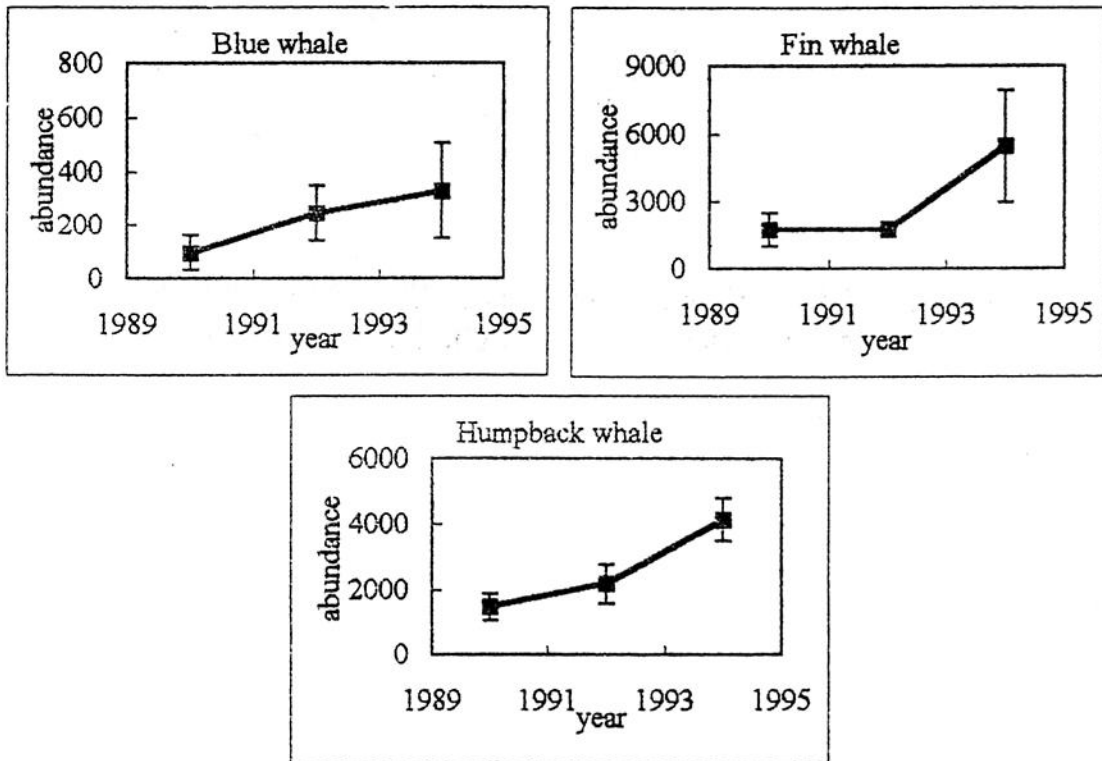 Blue whale
800
600
400
200
0
abundance
1989 1991 1993 1995
year
Fin whale
9000
6000
3000
0
abundance
1989 1991 1993 1995
year
Humpback whale
6000
4000
2000
0
abundance
1989 1991 1993 1995
year